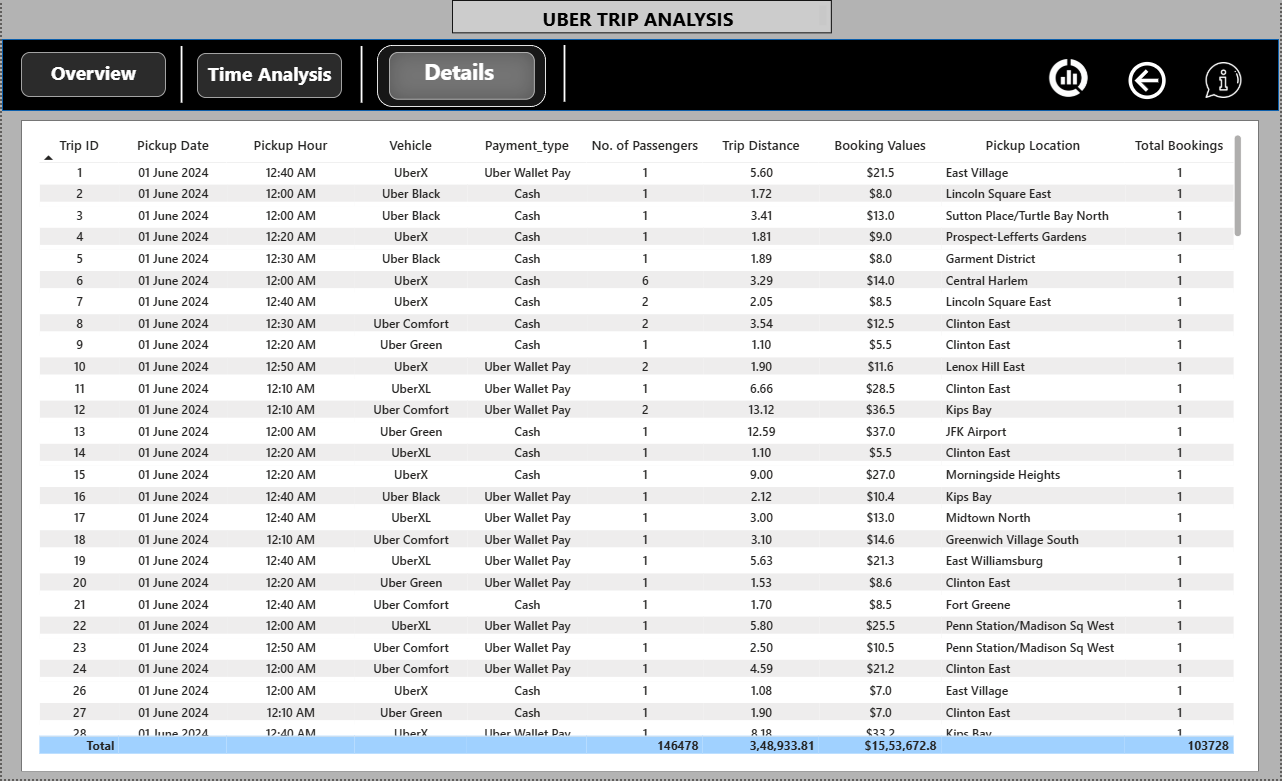 UBER TRIP ANALYSIS
Overview Time Analysis Details
Trip ID Pickup Date Pickup Hour Vehicle Payment_type No. of Passengers Trip Distance Booking Values Pickup Location Total Bookings
1 01 June 2024 12:40 AM UberX Uber Wallet Pay 1 5.60 $21.5 East Village 1
2 01 June 2024 12:00 AM Uber Black Cash 1 1.72 $8.0 Lincoln Square East 1
3 01 June 2024 12:00 AM Uber Black Cash 1 3.41 $13.0 Sutton Place/Turtle Bay North 1
4 01 June 2024 12:20 AM UberX Cash 1 1.81 $9.0 Prospect-Lefferts Gardens 1
5 01 June 2024 12:30 AM Uber Black Cash 1 1.89 $8.0 Garment District 1
6 01 June 2024 12:00 AM UberX Cash 6 3.29 $14.0 Central Harlem 1
7 01 June 2024 12:40 AM UberX Cash 2 2.05 $8.5 Lincoln Square East 1
8 01 June 2024 12:30 AM Uber Comfort Cash 2 3.54 $12.5 Clinton East 1
9 01 June 2024 12:20 AM Uber Green Cash 1 1.10 $5.5 Clinton East 1
10 01 June 2024 12:50 AM UberX Uber Wallet Pay 2 1.90 $11.6 Lenox Hill East 1
11 01 June 2024 12:10 AM UberXL Uber Wallet Pay 1 6.66 $28.5 Clinton East 1
12 01 June 2024 12:10 AM Uber Comfort Uber Wallet Pay 2 13.12 $36.5 Kips Bay 1
13 01 June 2024 12:00 AM Uber Green Cash 1 12.59 $37.0 JFK Airport 1
14 01 June 2024 12:20 AM UberXL Cash 1 1.10 $5.5 Clinton East 1
15 01 June 2024 12:20 AM UberX Cash 1 9.00 $27.0 Morningside Heights 1
16 01 June 2024 12:40 AM Uber Black Uber Wallet Pay 1 2.12 $10.4 Kips Bay 1
17 01 June 2024 12:40 AM UberXL Uber Wallet Pay 1 3.00 $13.0 Midtown North 1
18 01 June 2024 12:10 AM Uber Comfort Uber Wallet Pay 1 3.10 $14.6 Greenwich Village South 1
19 01 June 2024 12:40 AM UberXL Uber Wallet Pay 1 5.63 $21.3 East Williamsburg 1
20 01 June 2024 12:20 AM Uber Green Uber Wallet Pay 1 1.53 $8.6 Clinton East 1
21 01 June 2024 12:40 AM Uber Comfort Cash 1 1.70 $8.5 Fort Greene 1
22 01 June 2024 12:00 AM UberXL Uber Wallet Pay 1 5.80 $25.5 Penn Station/Madison Sq West 1
23 01 June 2024 12:50 AM Uber Comfort Uber Wallet Pay 1 2.50 $10.5 Penn Station/Madison Sq West 1
24 01 June 2024 12:00 AM Uber Comfort Uber Wallet Pay 1 4.59 $21.2 Clinton East 1
26 01 June 2024 12:00 AM UberX Cash 1 1.08 $7.0 East Village 1
27 01 June 2024 12:10 AM Uber Green Cash 1 1.90 $7.0 Clinton East 1
28 01 June 2024 12:40 AM UberX Uber Wallet Pay 1 8.18 $33.2 Kips Bay 1
Total 146478 3,48,933.81 $15,53,672.8 103728